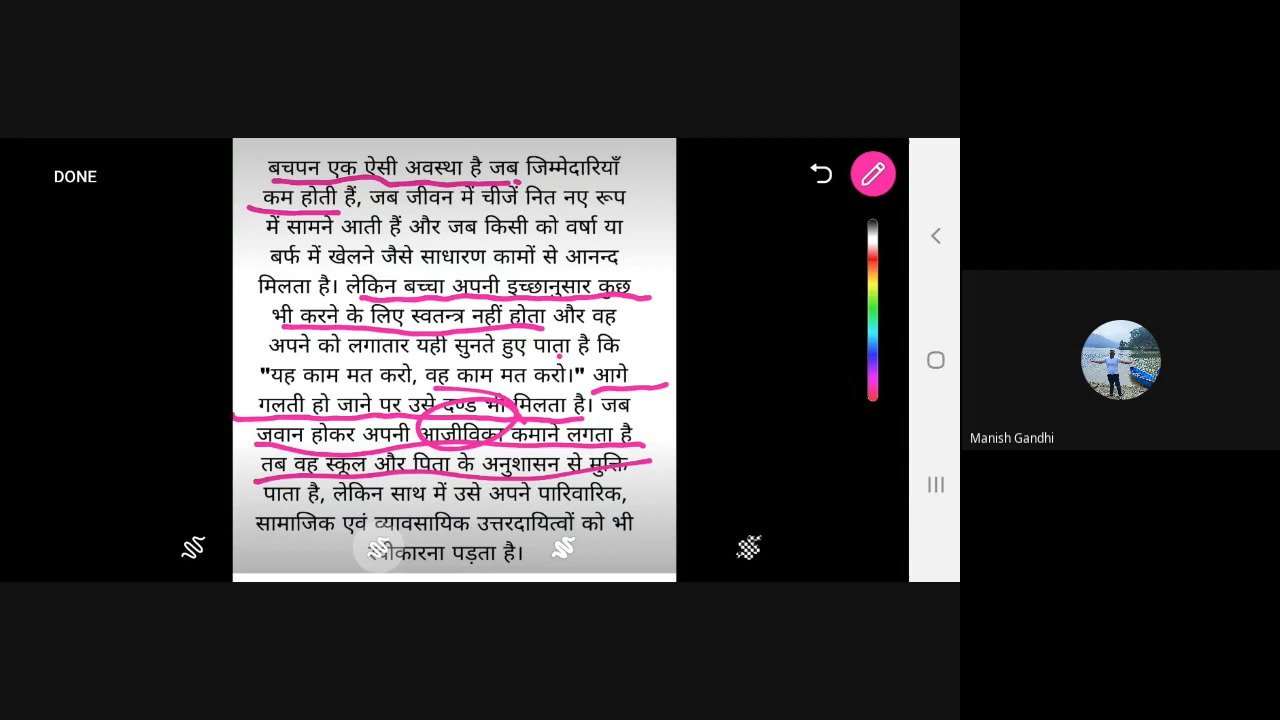 DONE
बचपन एक ऐसी अवस्था है जब जिम्मेदारियाँ
कम होती हैं, जब जीवन में चीजें नित नए रूप
में सामने आती हैं और जब किसी को वर्षा या
बर्फ में खेलने जैसे साधारण कामों से आनन्द
मिलता है। लेकिन बच्चा अपनी इच्छानुसार कुछ
भी करने के लिए स्वतन्त्र नहीं होता और वह
अपने को लगातार यही सुनते हुए पाता है कि
"यह काम मत करो, वह काम मत करो।" आगे
गलती हो जाने पर उसे दण्ड भी मिलता है। जब
जवान होकर अपनी आजीविका कमाने लगता है
तब वह स्कूल और पिता के अनुशासन से मुक्ति
पाता है, लेकिन साथ में उसे अपने पारिवारिक,
सामाजिक एवं व्यावसायिक उत्तरदायित्वों को भी
स्वीकारना पड़ता है।
Manish Gandhi